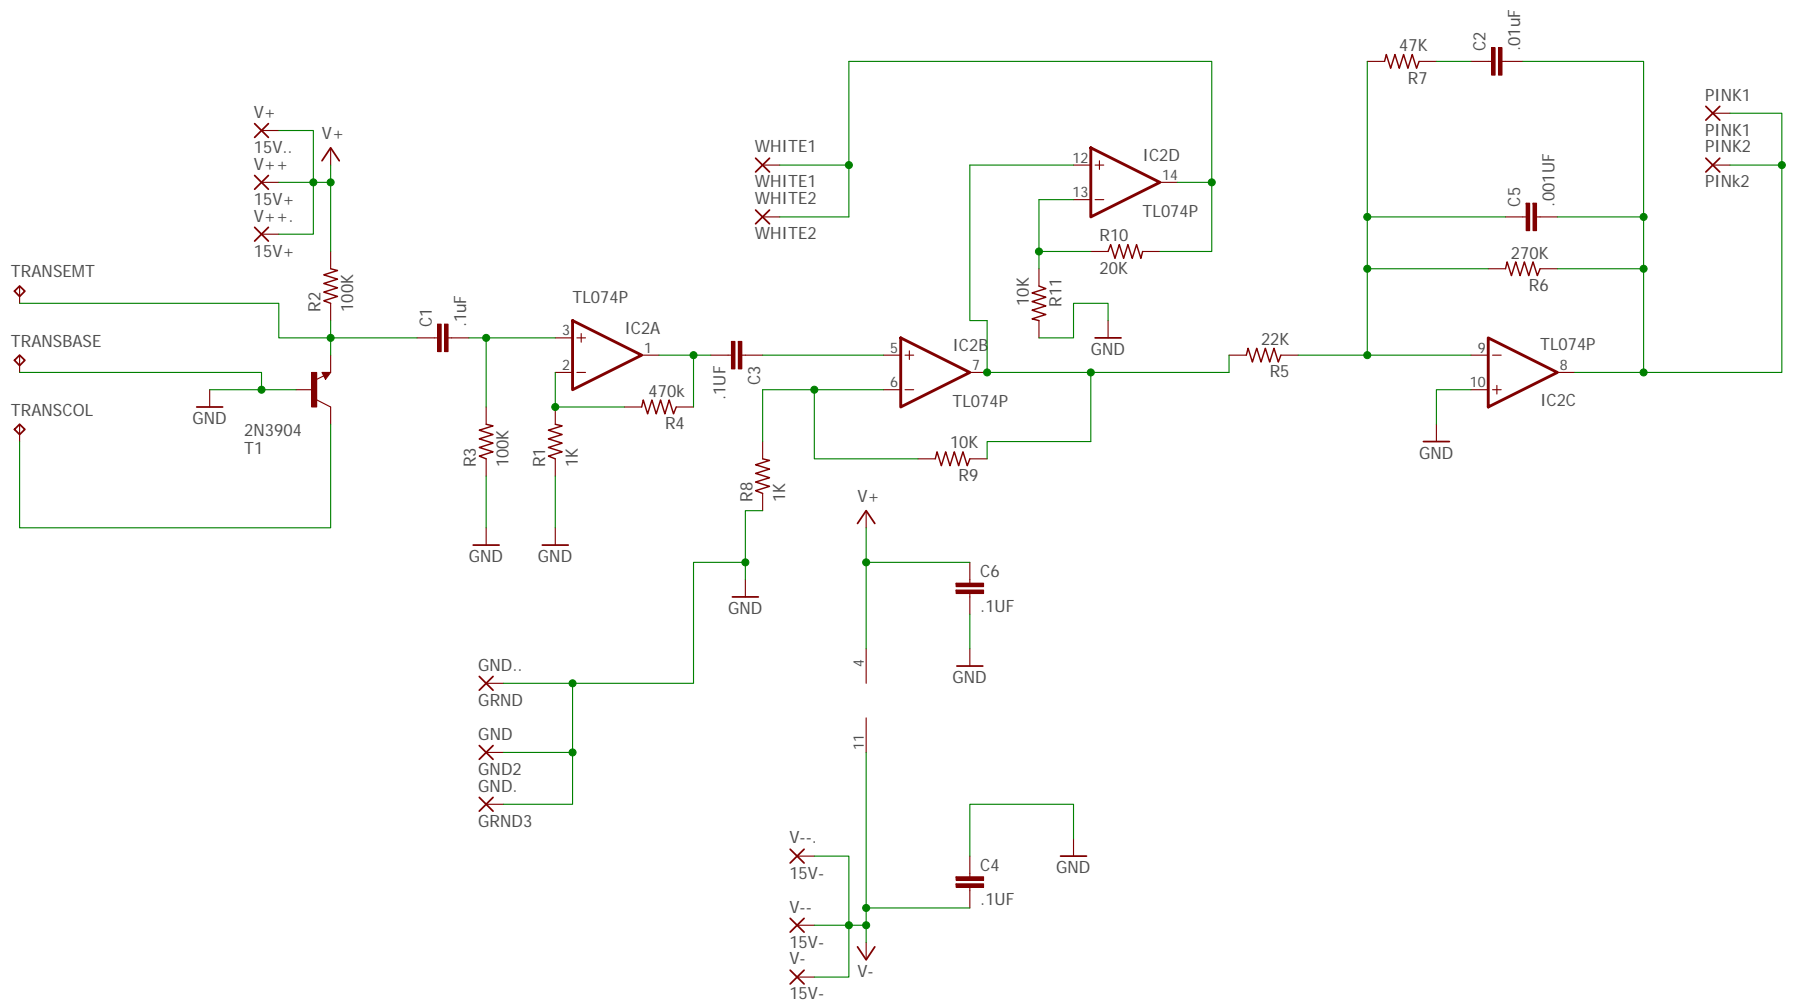 V+
15V..
V++
15V+
V++.
15V+
V+
R2
100K
TRANSEMT
TRANSBASE
TRANSCOL
GND
2N3904
T1
C1
.1uF
R3
100K
GND
TL074P
IC2A
3
2
1
+
−
470k
R4
R1
1K
GND
.1UF
C3
WHITE1
WHITE1
WHITE2
WHITE2
12
13
14
+
−
IC2D
TL074P
R10
20K
10K
R11
GND
5
6
7
+
−
IC2B
TL074P
10K
R9
R8
1K
GND
22K
R5
47K
R7
C2
.01uF
C5
.001UF
270K
R6
9
10
8
−
+
TL074P
IC2C
GND
PINK1
PINK1
PINK2
PINk2
V+
C6
.1UF
GND
4
11
GND..
GRND
GND
GND2
GND.
GRND3
V--.
15V-
V--
15V-
V-
15V-
C4
.1UF
GND
V-